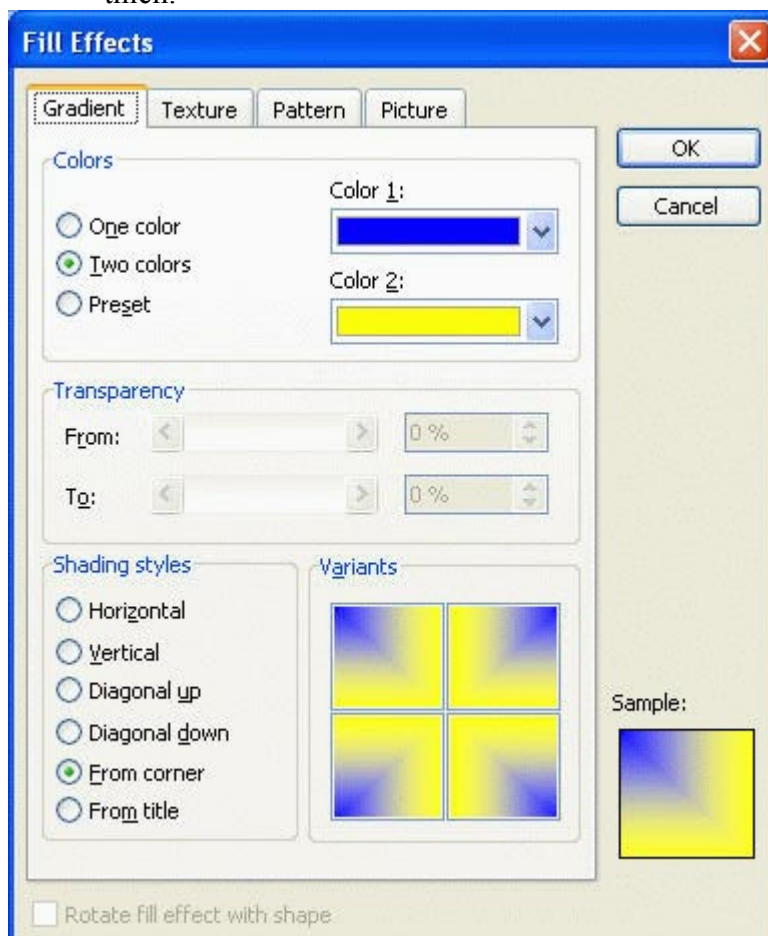 Fill Effects
Gradient
Texture
Pattern
Picture
OK
Cancel
Colors
One color
Two colors
Preset
Color 1:
Color 2:
Transparency
From:
0 %
To:
0 %
Shading styles
Horizontal
Vertical
Diagonal up
Diagonal down
From corner
From title
Variants
Sample:
Rotate fill effect with shape